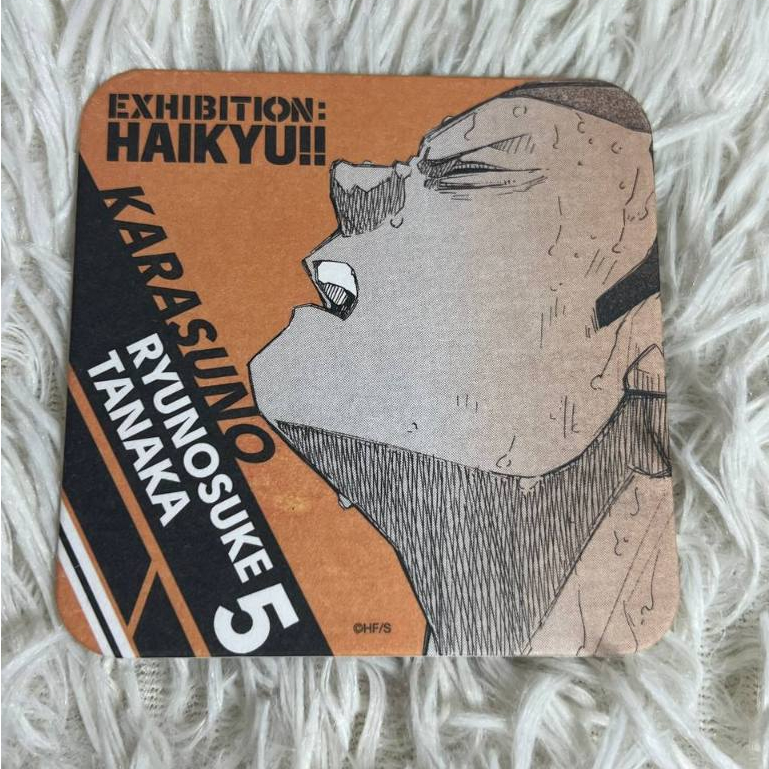 EXHIBITION:
HAIKYU!!
KARASUNO
RYUNOSUKE
TANAKA
5
©HF/S